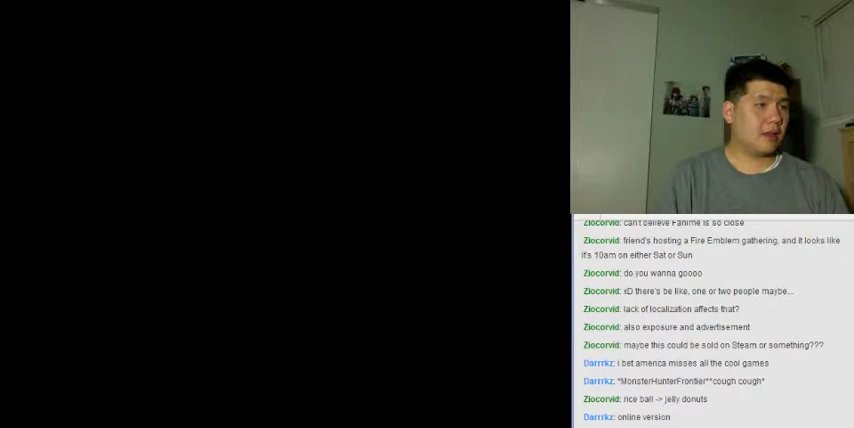 Ziocorvid: can't believe Fanime is so close
Ziocorvid: friend's hosting a Fire Emblem gathering, and it looks like
it's 10am on either Sat or Sun
Ziocorvid: do you wanna goooo
Ziocorvid: xD there's be like, one or two people maybe...
Ziocorvid: lack of localization affects that?
Ziocorvid: also exposure and advertisement
Ziocorvid: maybe this could be sold on Steam or something???
Darrrkz: i bet america misses all the cool games
Darrrkz: *MonsterHunterFrontier**cough cough*
Ziocorvid: rice ball -> jelly donuts
Darrrkz: online version